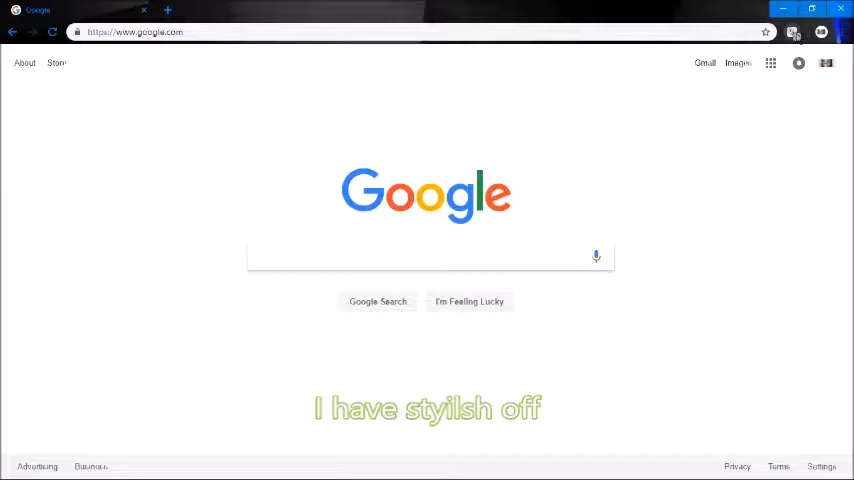 Google
https://www.google.com
About Store Gmail Images
Google
Google Search I'm Feeling Lucky
I have styilsh off
Advertising Business Privacy Terms Settings